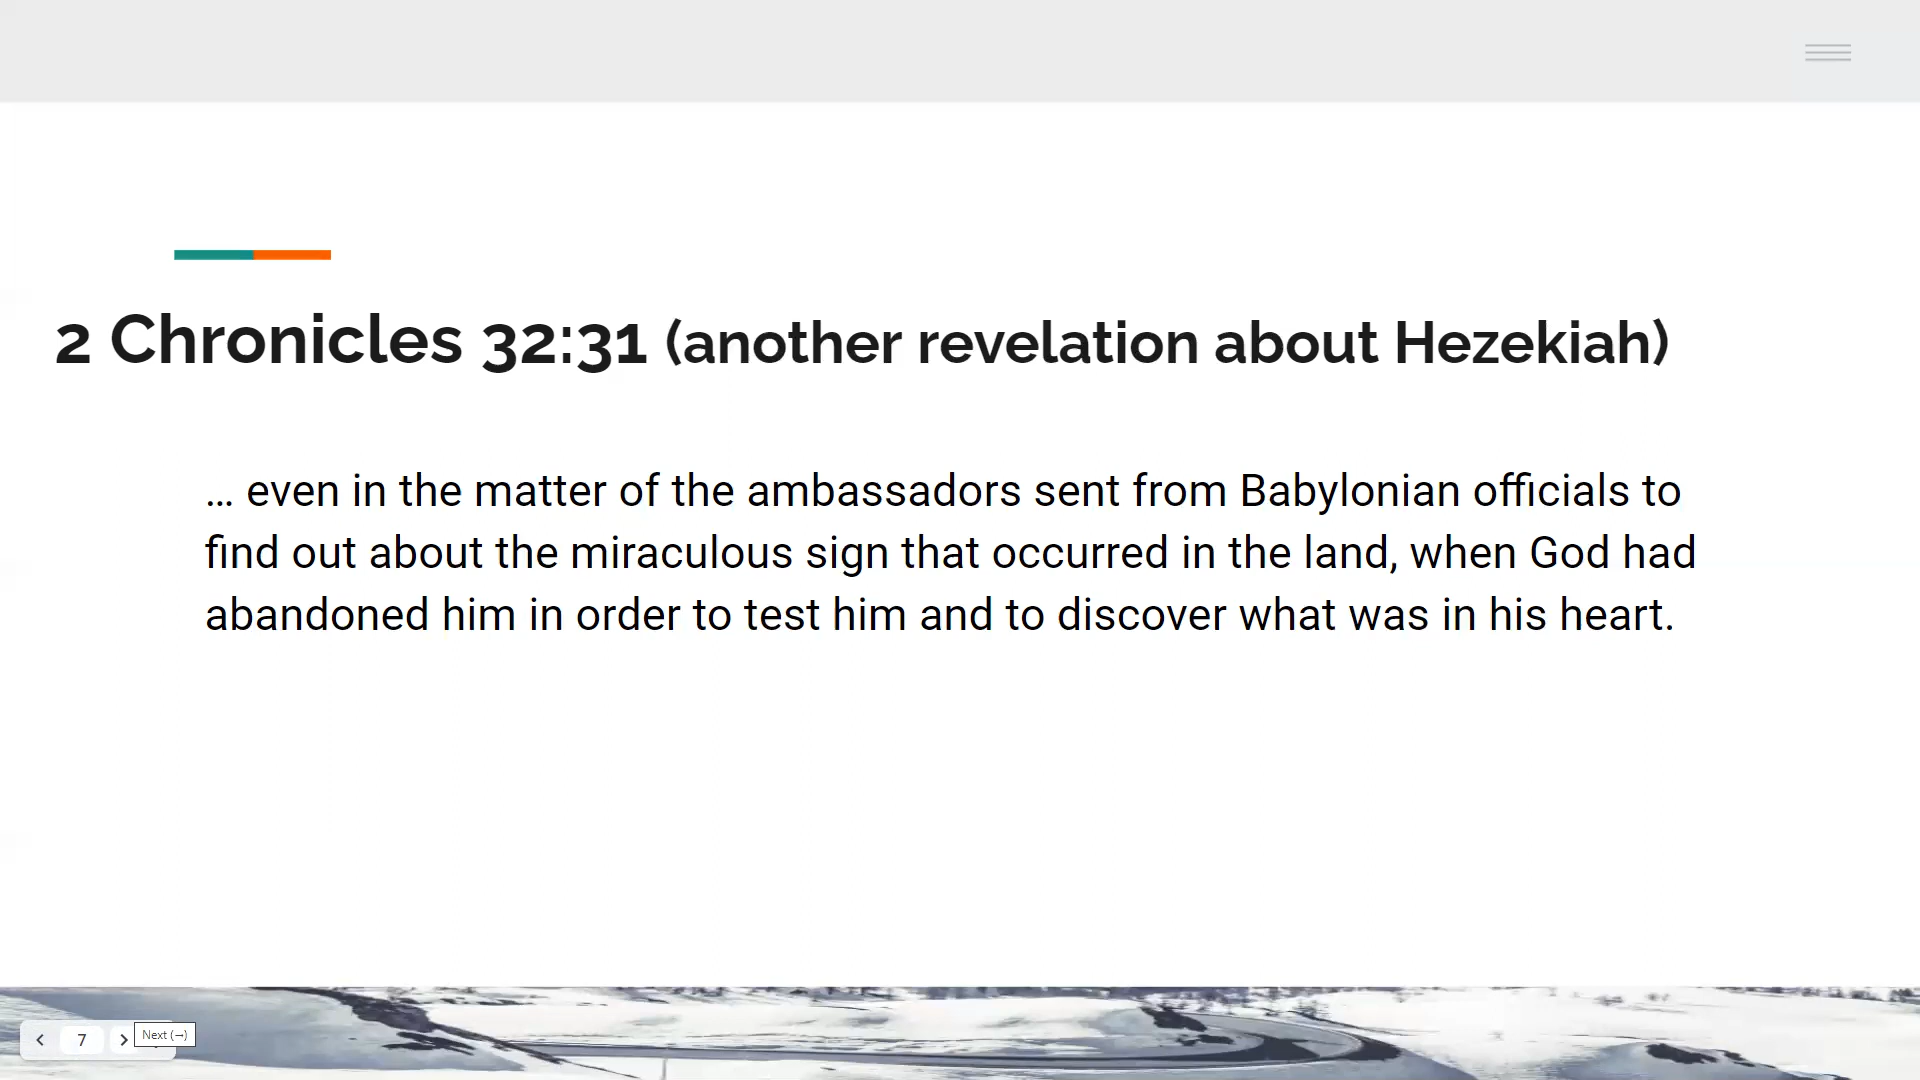 2 Chronicles 32:31 (another revelation about Hezekiah)
… even in the matter of the ambassadors sent from Babylonian officials to
find out about the miraculous sign that occurred in the land, when God had
abandoned him in order to test him and to discover what was in his heart.
7
Next (→)